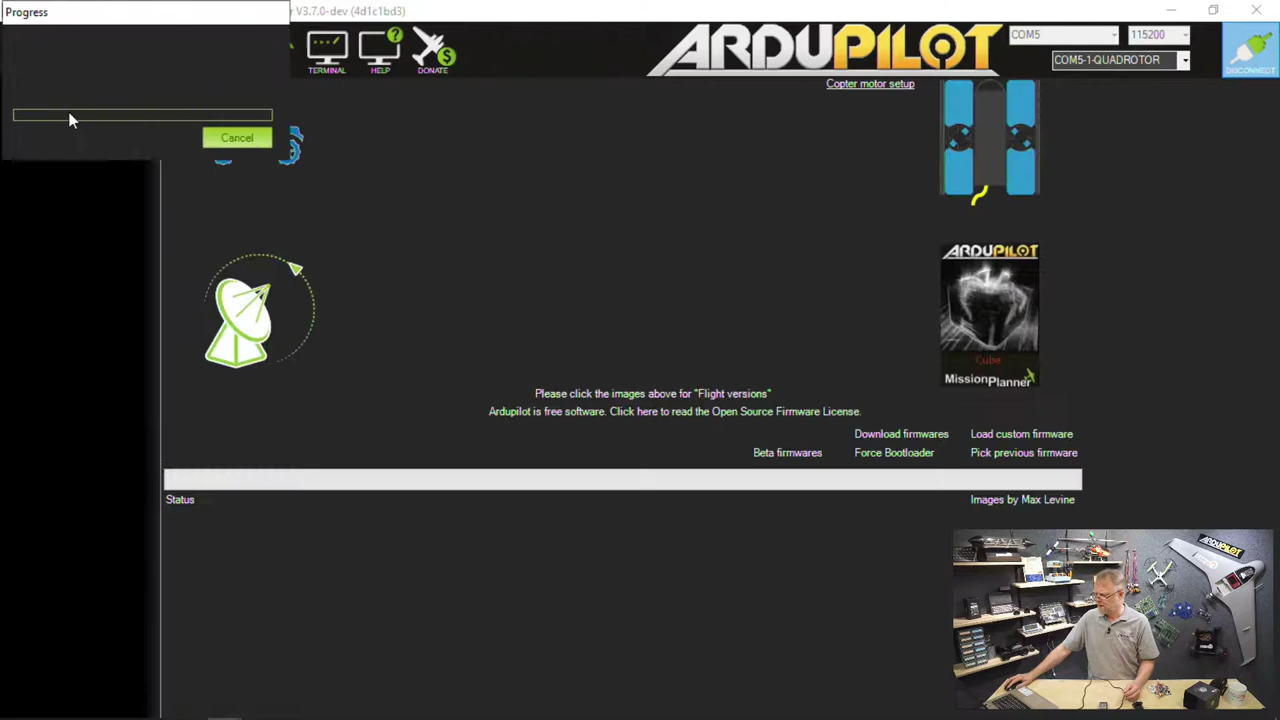 Progress
r V3.7.0-dev (4d1c1bd3)
TERMINAL
HELP
DONATE
ARDUPILOT
COM5
115200
COM5-1-QUADROTOR
DISCONNECT
Copter motor setup
Cancel
ARDUPILOT
Cube
MissionPlanner
Please click the images above for "Flight versions"
Ardupilot is free software. Click here to read the Open Source Firmware License.
Download firmwares
Load custom firmware
Beta firmwares
Force Bootloader
Pick previous firmware
Status
Images by Max Levine
ARDUPILOT